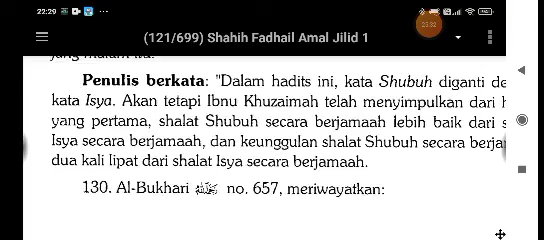 22:29
25:32
(121/699) Shahih Fadhail Amal Jilid 1
Penulis berkata: "Dalam hadits ini, kata Shubuh diganti de
kata Isya. Akan tetapi Ibnu Khuzaimah telah menyimpulkan dari h
yang pertama, shalat Shubuh secara berjamaah lebih baik dari s
Isya secara berjamaah, dan keunggulan shalat Shubuh secara berja
dua kali lipat dari shalat Isya secara berjamaah.
130. Al-Bukhari no. 657, meriwayatkan: